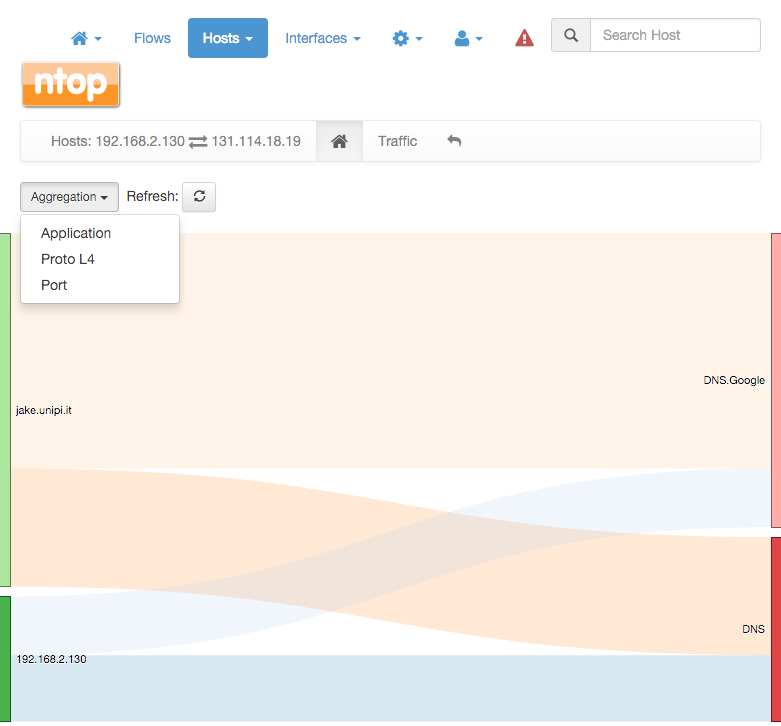 Flows Hosts Interfaces Search Host
ntop
Hosts: 192.168.2.130 131.114.18.19 Traffic
Aggregation Refresh:
Application
Proto L4
Port
DNS.Google
jake.unipi.it
DNS
192.168.2.130